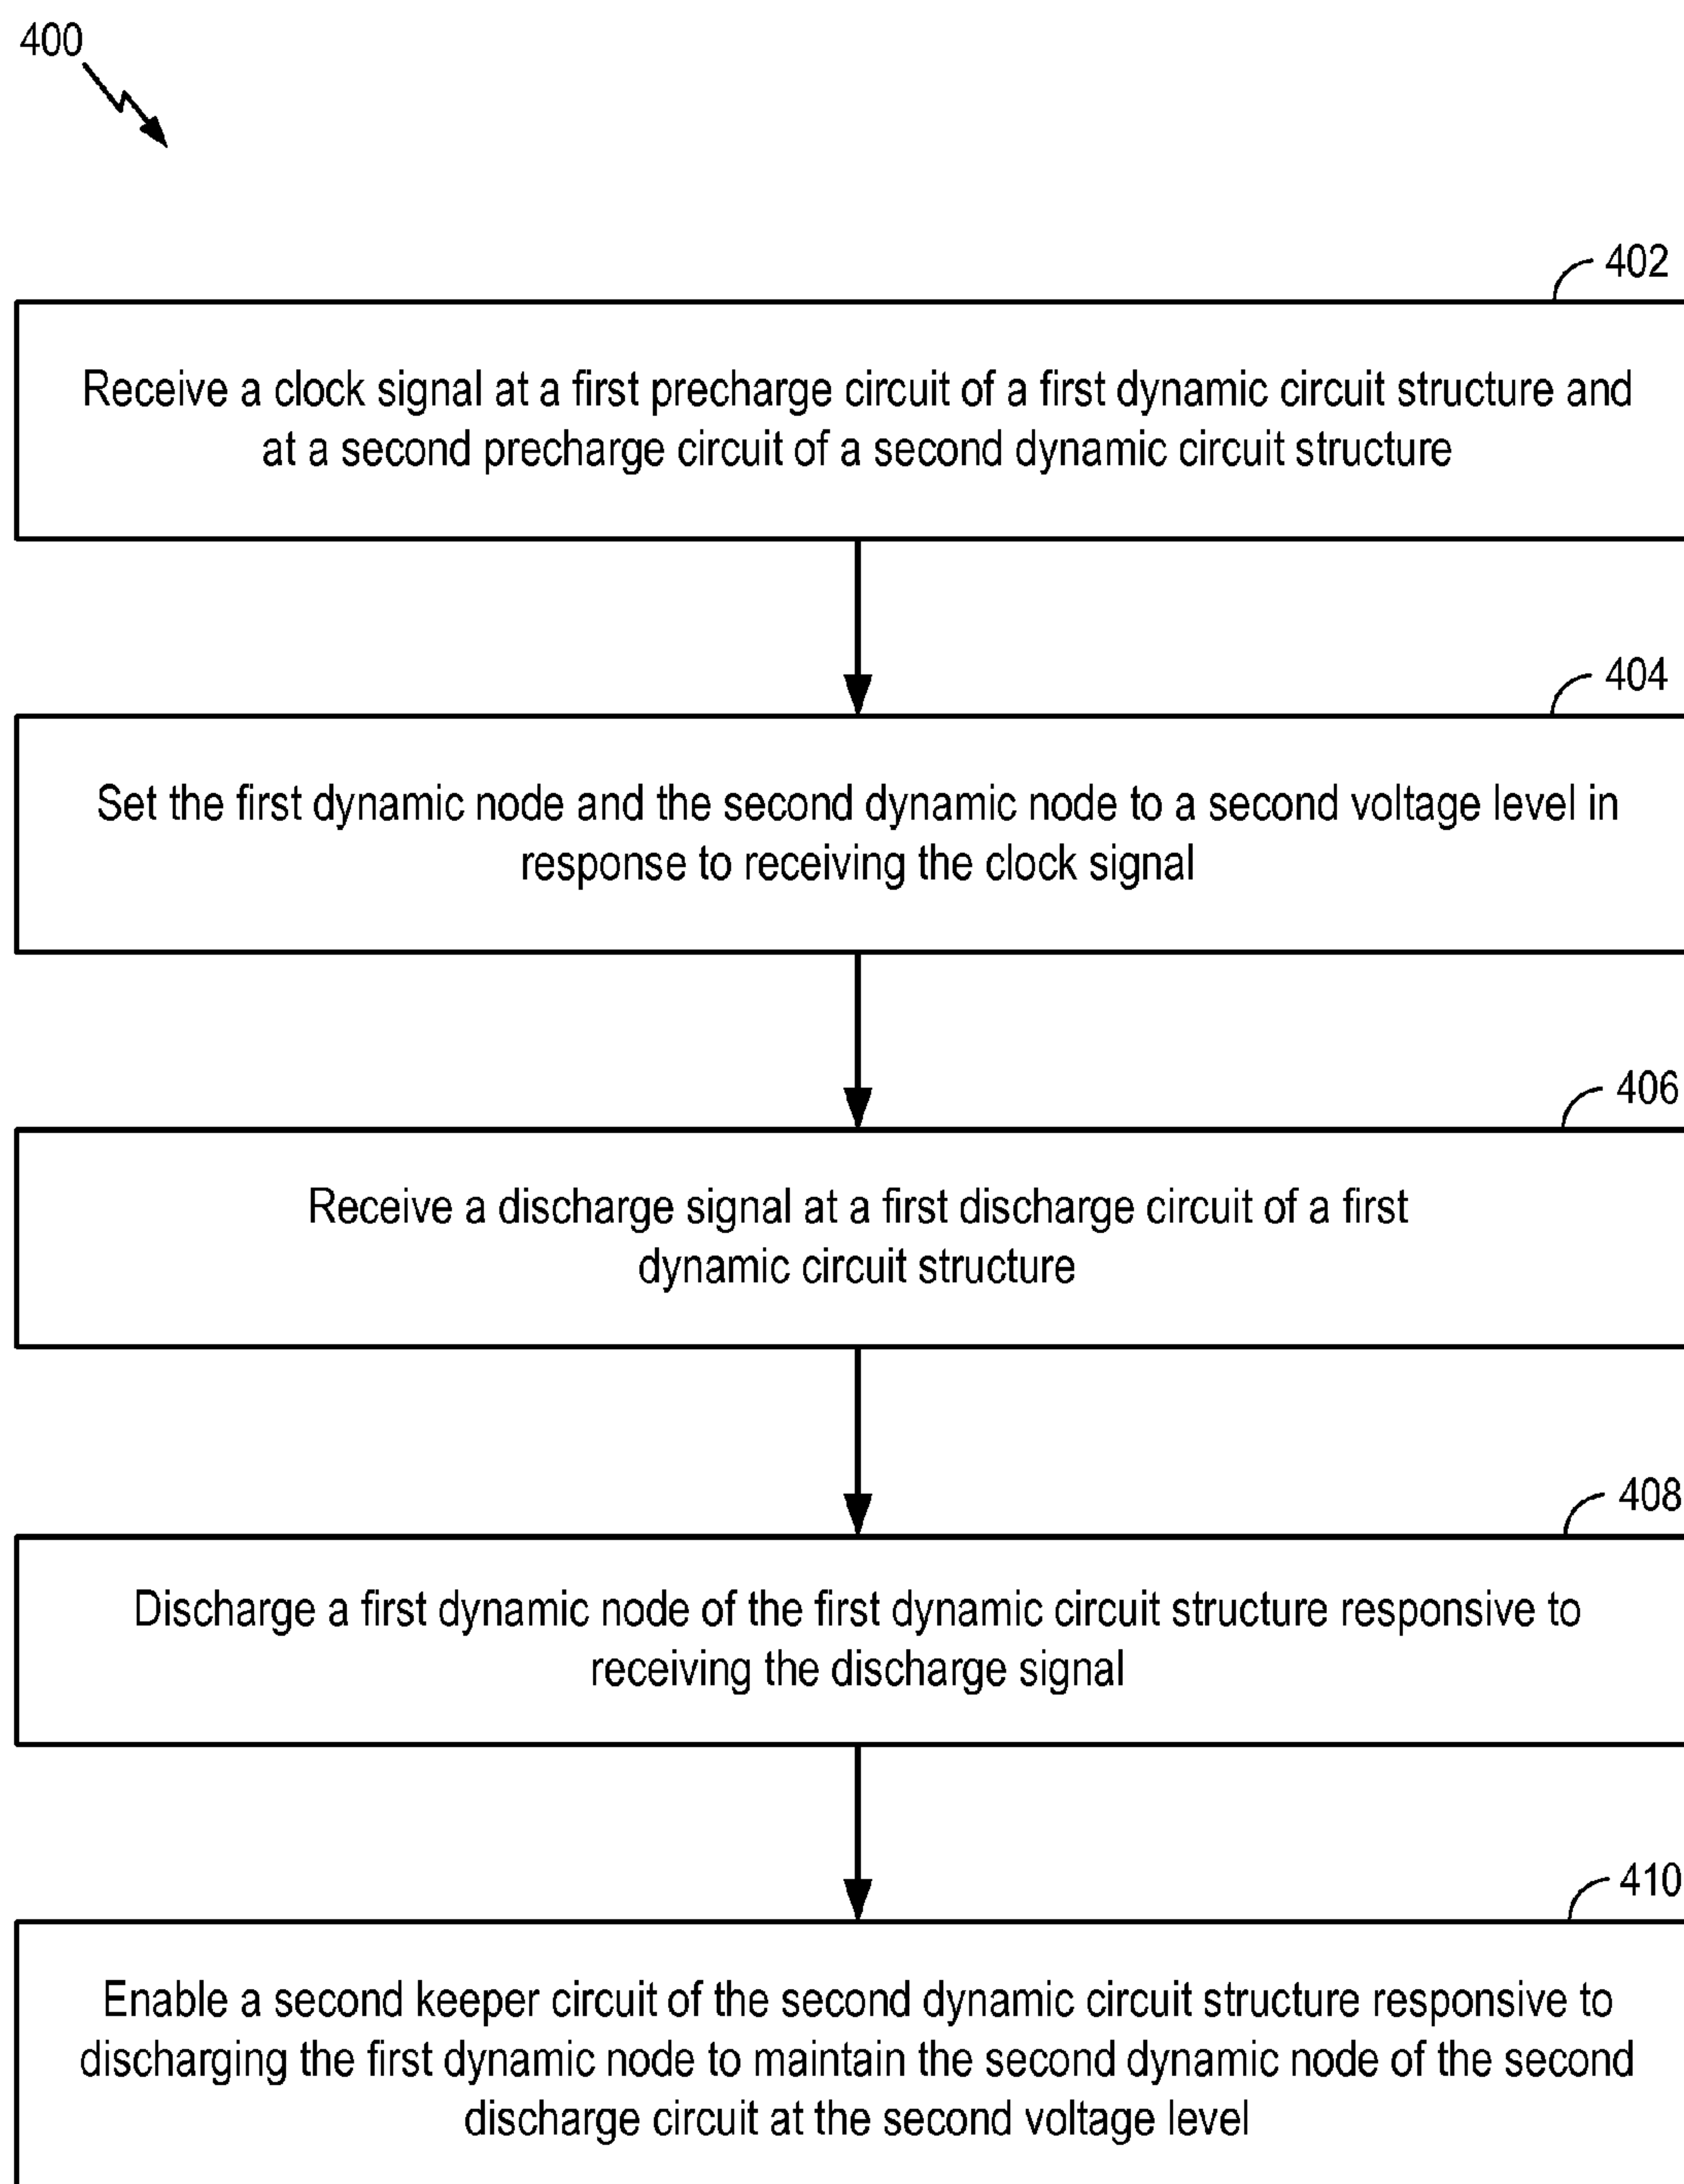 400
402
Receive a clock signal at a first precharge circuit of a first dynamic circuit structure and
at a second precharge circuit of a second dynamic circuit structure
404
Set the first dynamic node and the second dynamic node to a second voltage level in
response to receiving the clock signal
406
Receive a discharge signal at a first discharge circuit of a first
dynamic circuit structure
408
Discharge a first dynamic node of the first dynamic circuit structure responsive to
receiving the discharge signal
410
Enable a second keeper circuit of the second dynamic circuit structure responsive to
discharging the first dynamic node to maintain the second dynamic node of the second
discharge circuit at the second voltage level